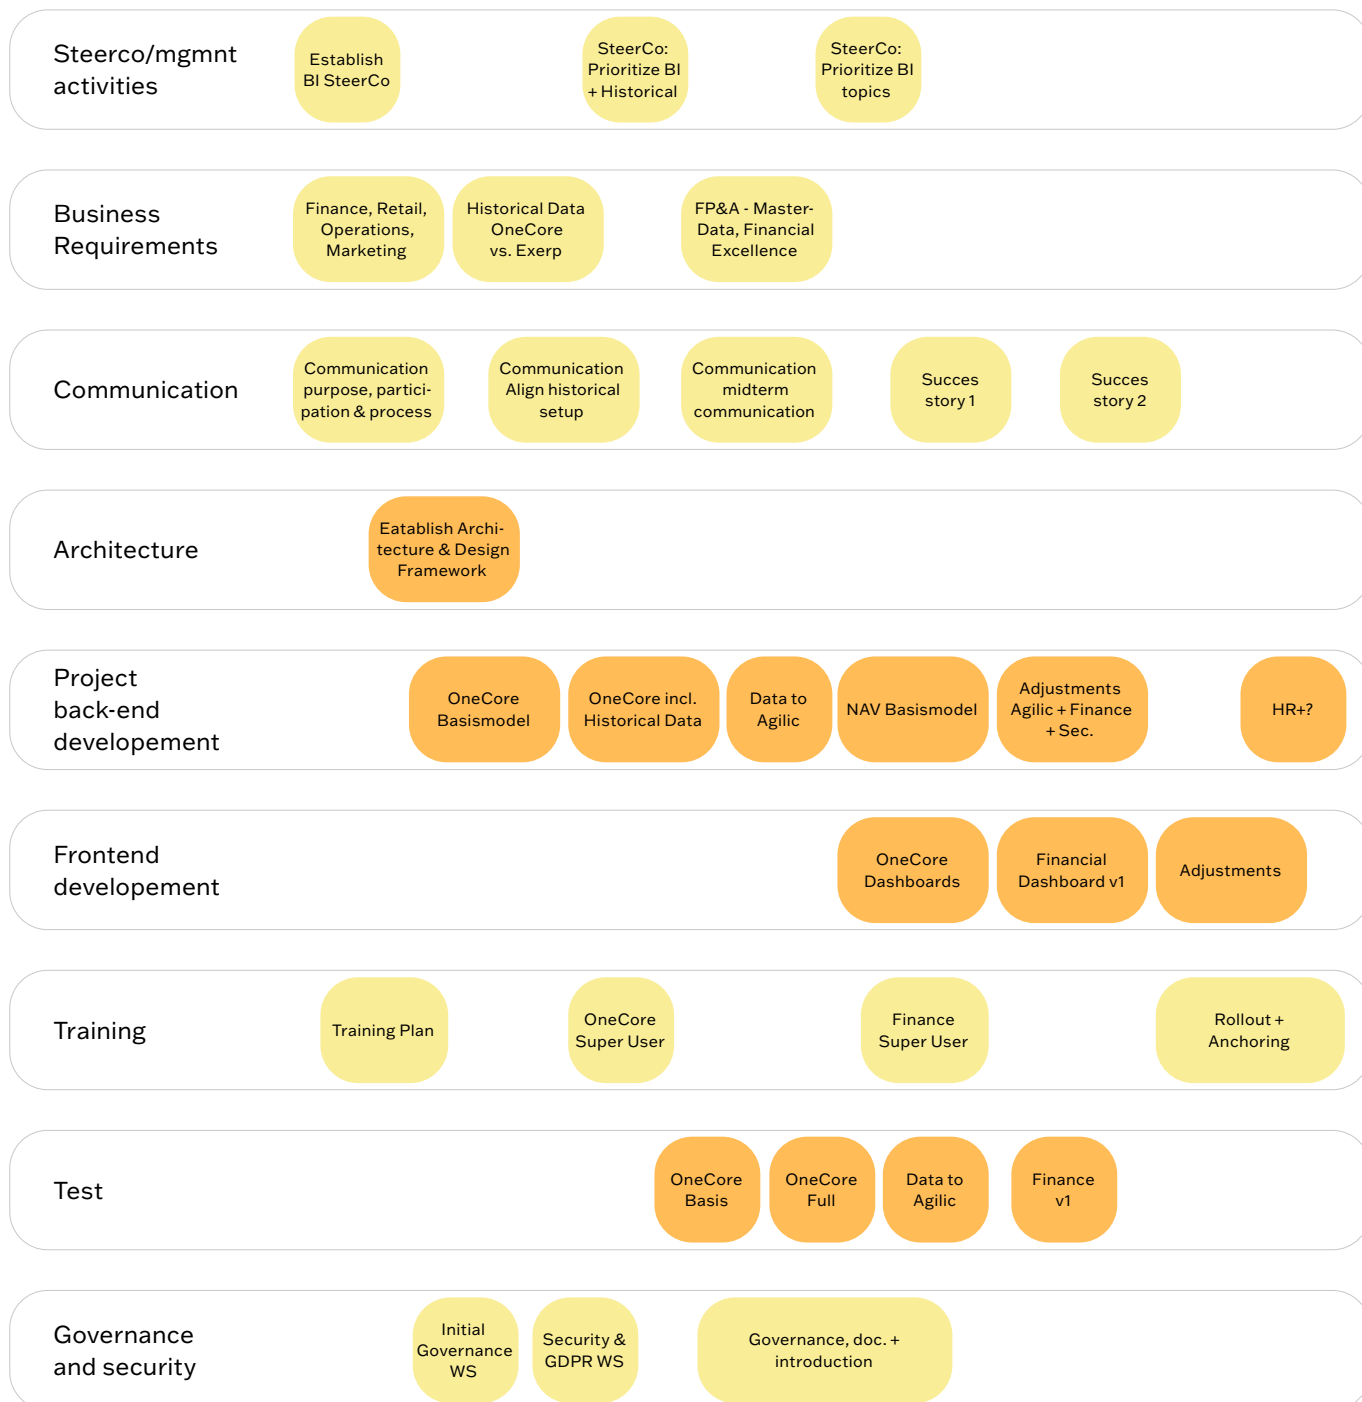 Steerco/mgmnt
activities
Establish
BI SteerCo
SteerCo:
Prioritize BI
+ Historical
SteerCo:
Prioritize BI
topics
Business
Requirements
Finance, Retail,
Operations,
Marketing
Historical Data
OneCore
vs. Exerp
FP&A - Master-
Data, Financial
Excellence
Communication
Communication
purpose, partici-
pation & process
Communication
Align historical
setup
Communication
midterm
communication
Succes
story 1
Succes
story 2
Architecture
Eatablish Archi-
tecture & Design
Framework
Project
back-end
developement
OneCore
Basismodel
OneCore incl.
Historical Data
Data to
Agilic
NAV Basismodel
Adjustments
Agilic + Finance
+ Sec.
HR+?
Frontend
developement
OneCore
Dashboards
Financial
Dashboard v1
Adjustments
Training
Training Plan
OneCore
Super User
Finance
Super User
Rollout +
Anchoring
Test
OneCore
Basis
OneCore
Full
Data to
Agilic
Finance
v1
Governance
and security
Initial
Governance
WS
Security &
GDPR WS
Governance, doc. +
introduction